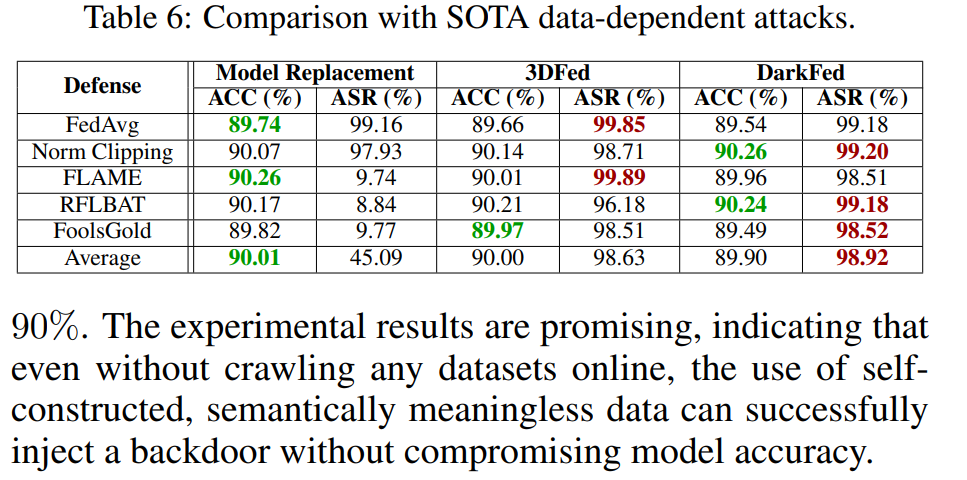 Table 6: Comparison with SOTA data-dependent attacks.
Defense Model Replacement 3DFed DarkFed
ACC (%) ASR (%) ACC (%) ASR (%) ACC (%) ASR (%)
FedAvg 89.74 99.16 89.66 99.85 89.54 99.18
Norm Clipping 90.07 97.93 90.14 98.71 90.26 99.20
FLAME 90.26 9.74 90.01 99.89 89.96 98.51
RFLBAT 90.17 8.84 90.21 96.18 90.24 99.18
FoolsGold 89.82 9.77 89.97 98.51 89.49 98.52
Average 90.01 45.09 90.00 98.63 89.90 98.92
90%. The experimental results are promising, indicating that
even without crawling any datasets online, the use of self-
constructed, semantically meaningless data can successfully
inject a backdoor without compromising model accuracy.